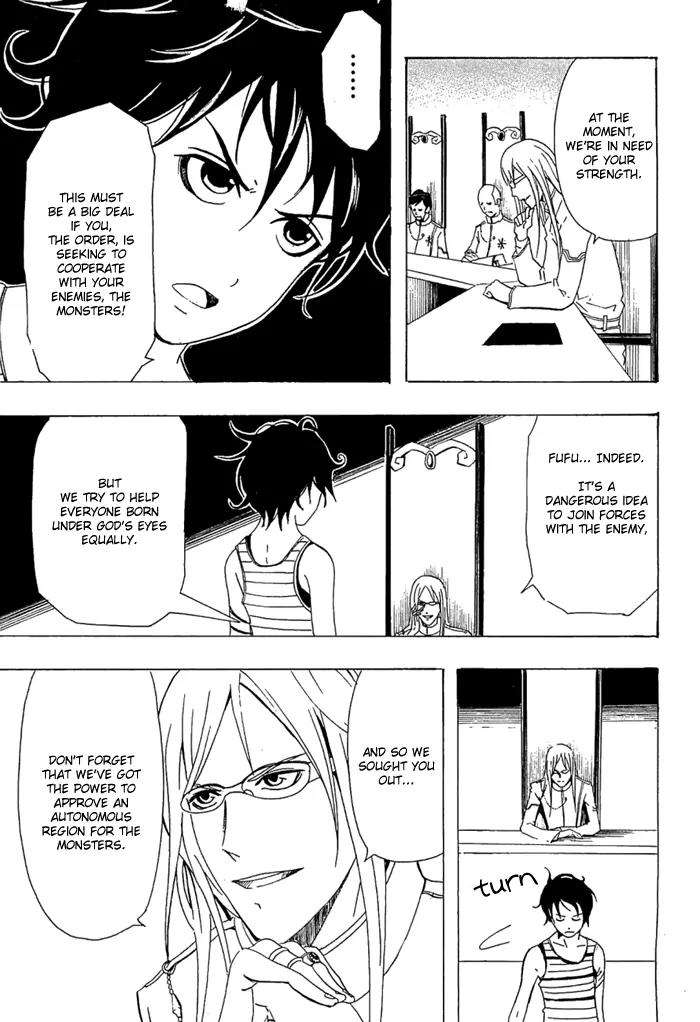 AT THE
MOMENT,
WE'RE IN NEED
OF YOUR
STRENGTH.
........
THIS MUST
BE A BIG DEAL
IF YOU,
THE ORDER, IS
SEEKING TO
COOPERATE
WITH YOUR
ENEMIES, THE
MONSTERS!
FUFU... INDEED.
IT'S A
DANGEROUS IDEA
TO JOIN FORCES
WITH THE ENEMY,
BUT
WE TRY TO HELP
EVERYONE BORN
UNDER GOD'S EYES
EQUALLY.
turn
AND SO WE
SOUGHT YOU
OUT...
DON'T FORGET
THAT WE'VE GOT
THE POWER TO
APPROVE AN
AUTONOMOUS
REGION FOR THE
MONSTERS.